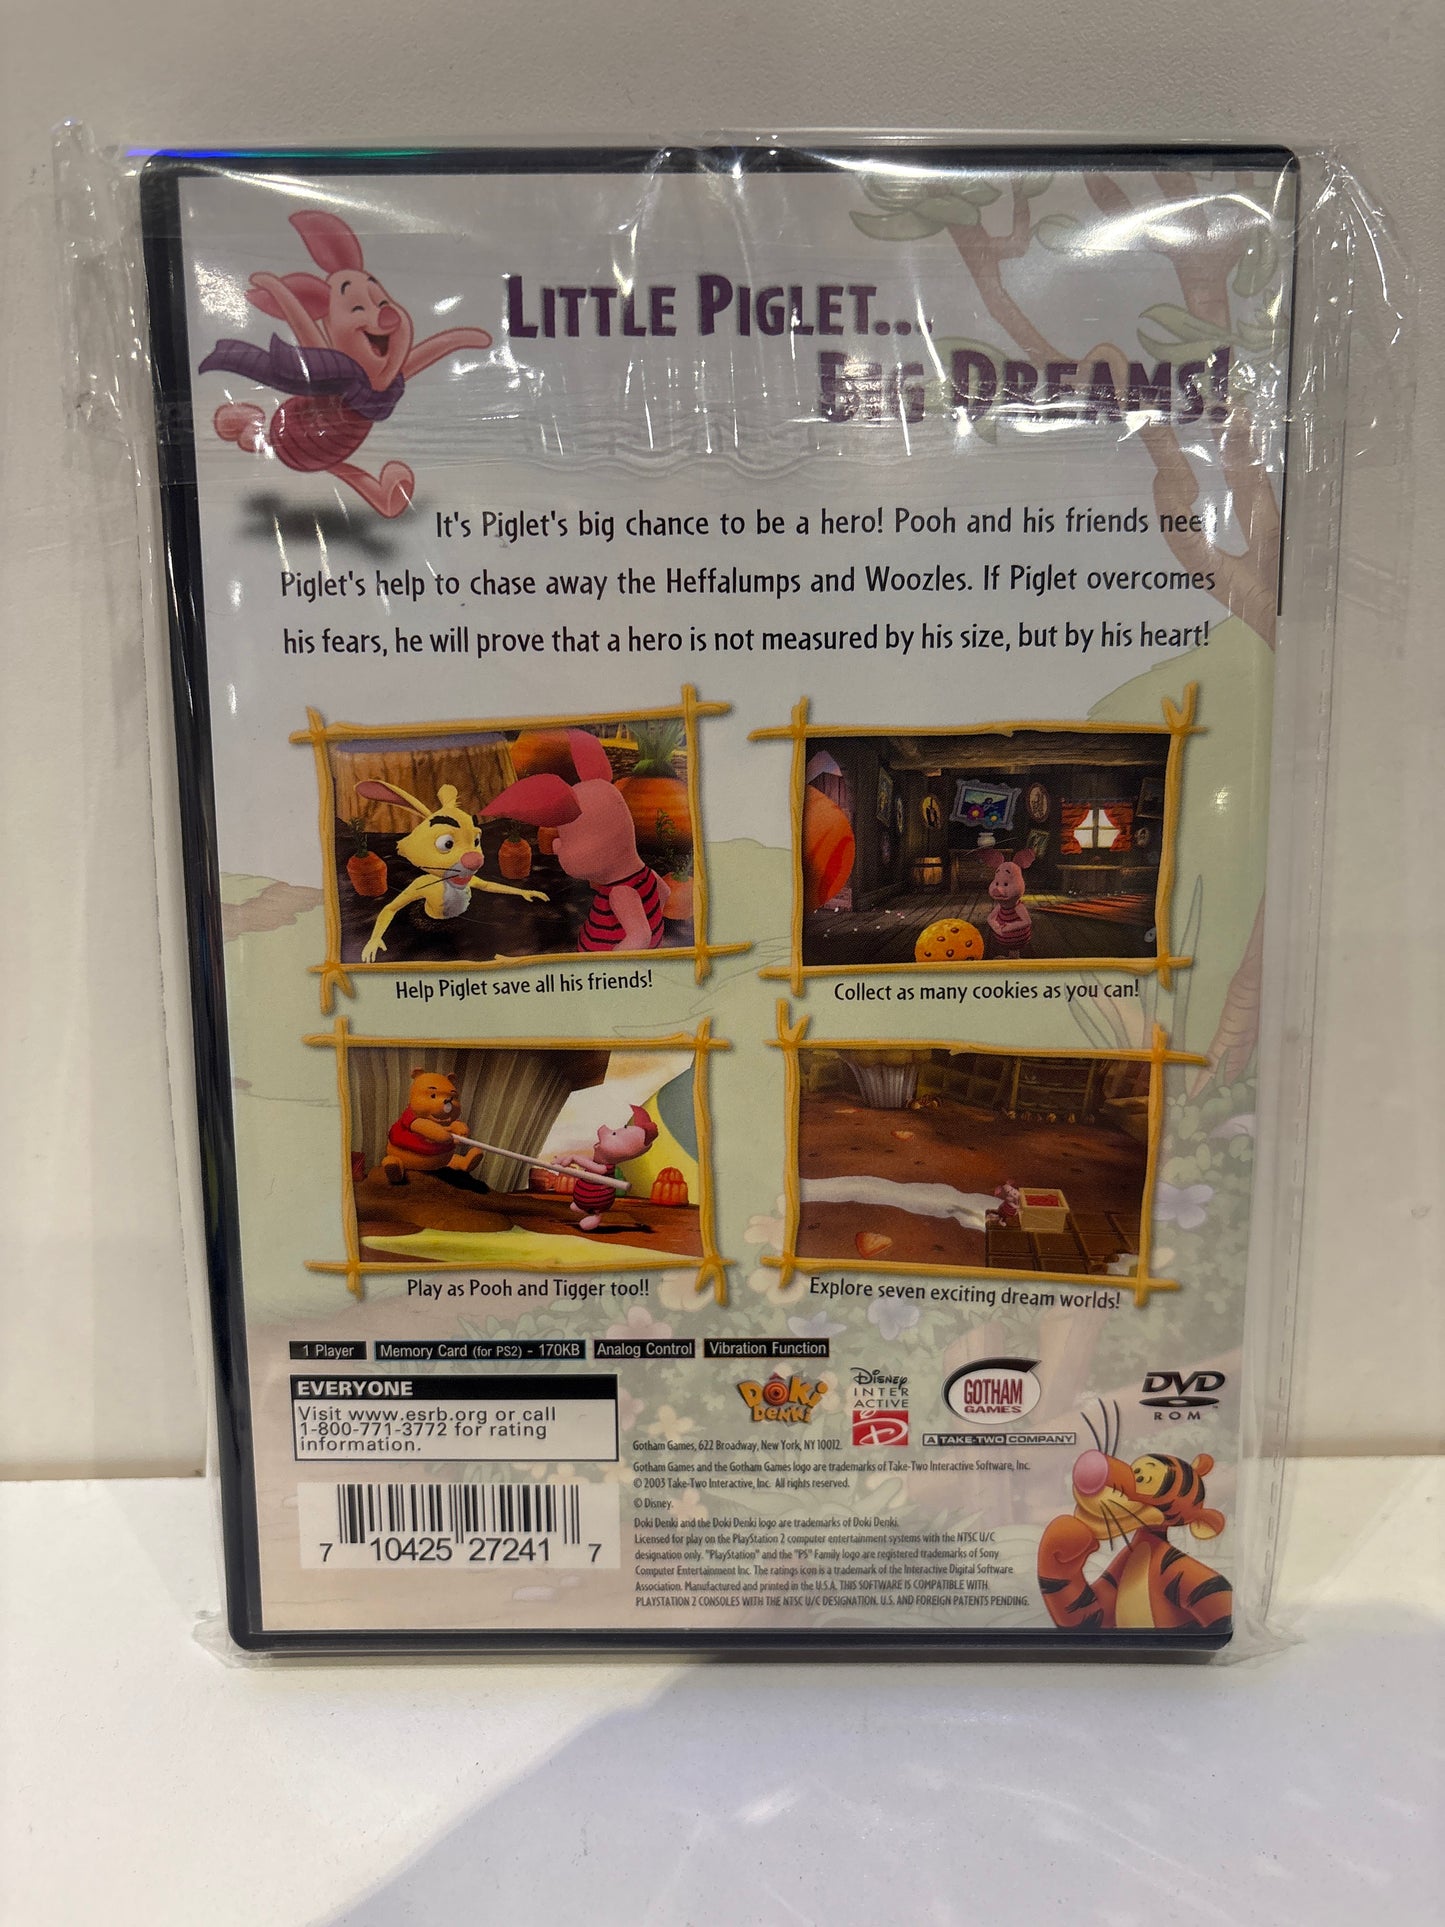 LITTLE PIGLET...
BIG DREAMS!
It's Piglet's big chance to be a hero! Pooh and his friends
Piglet's help to chase away the Heffalumps and Woozles. If Piglet overcomes
his fears, he will prove that a hero is not measured by his size, but by his heart!
Help Piglet save all his friends!
Collect as many cookies as you can!
Play as Pooh and Tigger too!!
Explore seven exciting dream worlds!
1 Player Memory Card (for PS2) - 170KB Analog Control Vibration Function
EVERYONE
Visit www.esrb.org or call
1-800-771-3772 for rating
information.
DOKI
DENKI
DISNEY
INTER
ACTIVE
GOTHAM
GAMES
A TAKE-TWO COMPANY
DVD
ROM
Gotham Games, 622 Broadway, New York, NY 10012.
Gotham Games and the Gotham Games logo are trademarks of Take-Two Interactive Software, Inc.
© 2003 Take-Two Interactive, Inc. All rights reserved.
© Disney.
Doki Denki and the Doki Denki logo are trademarks of Doki Denki.
Licensed for play on the PlayStation 2 computer entertainment systems with the NTSC U/C
designation only. "PlayStation" and the "PS" Family logo are registered trademarks of Sony
Computer Entertainment Inc. The ratings icon is a trademark of the Interactive Digital Software
Association. Manufactured and printed in the U.S.A. THIS SOFTWARE IS COMPATIBLE WITH
PLAYSTATION 2 CONSOLES WITH THE NTSC U/C DESIGNATION. U.S. AND FOREIGN PATENTS PENDING.
7 10425 27241 7